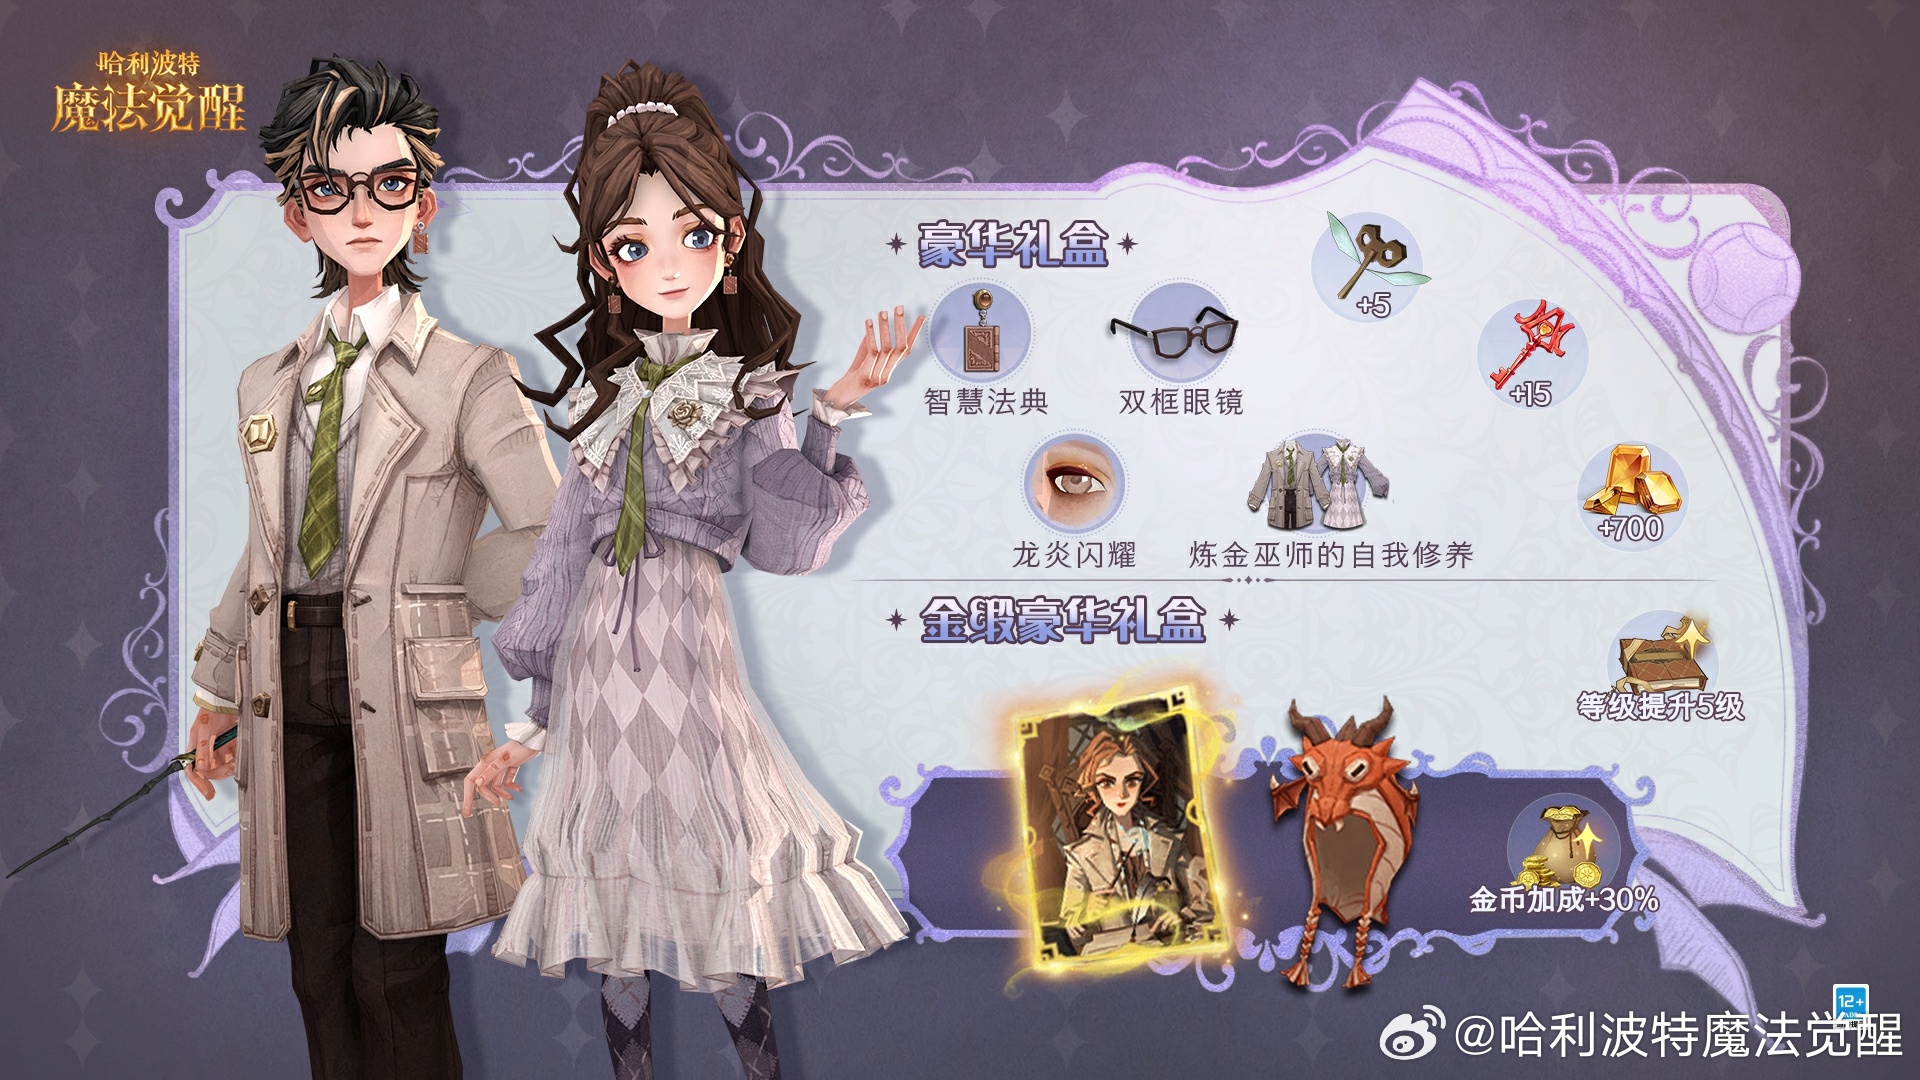 哈利波特
魔法觉醒
豪华礼盒
+5
+15
智慧法典
双框眼镜
+700
龙炎闪耀
炼金巫师的自我修养
金缎豪华礼盒
等级提升5级
金币加成+30%
12+
@哈利波特魔法觉醒